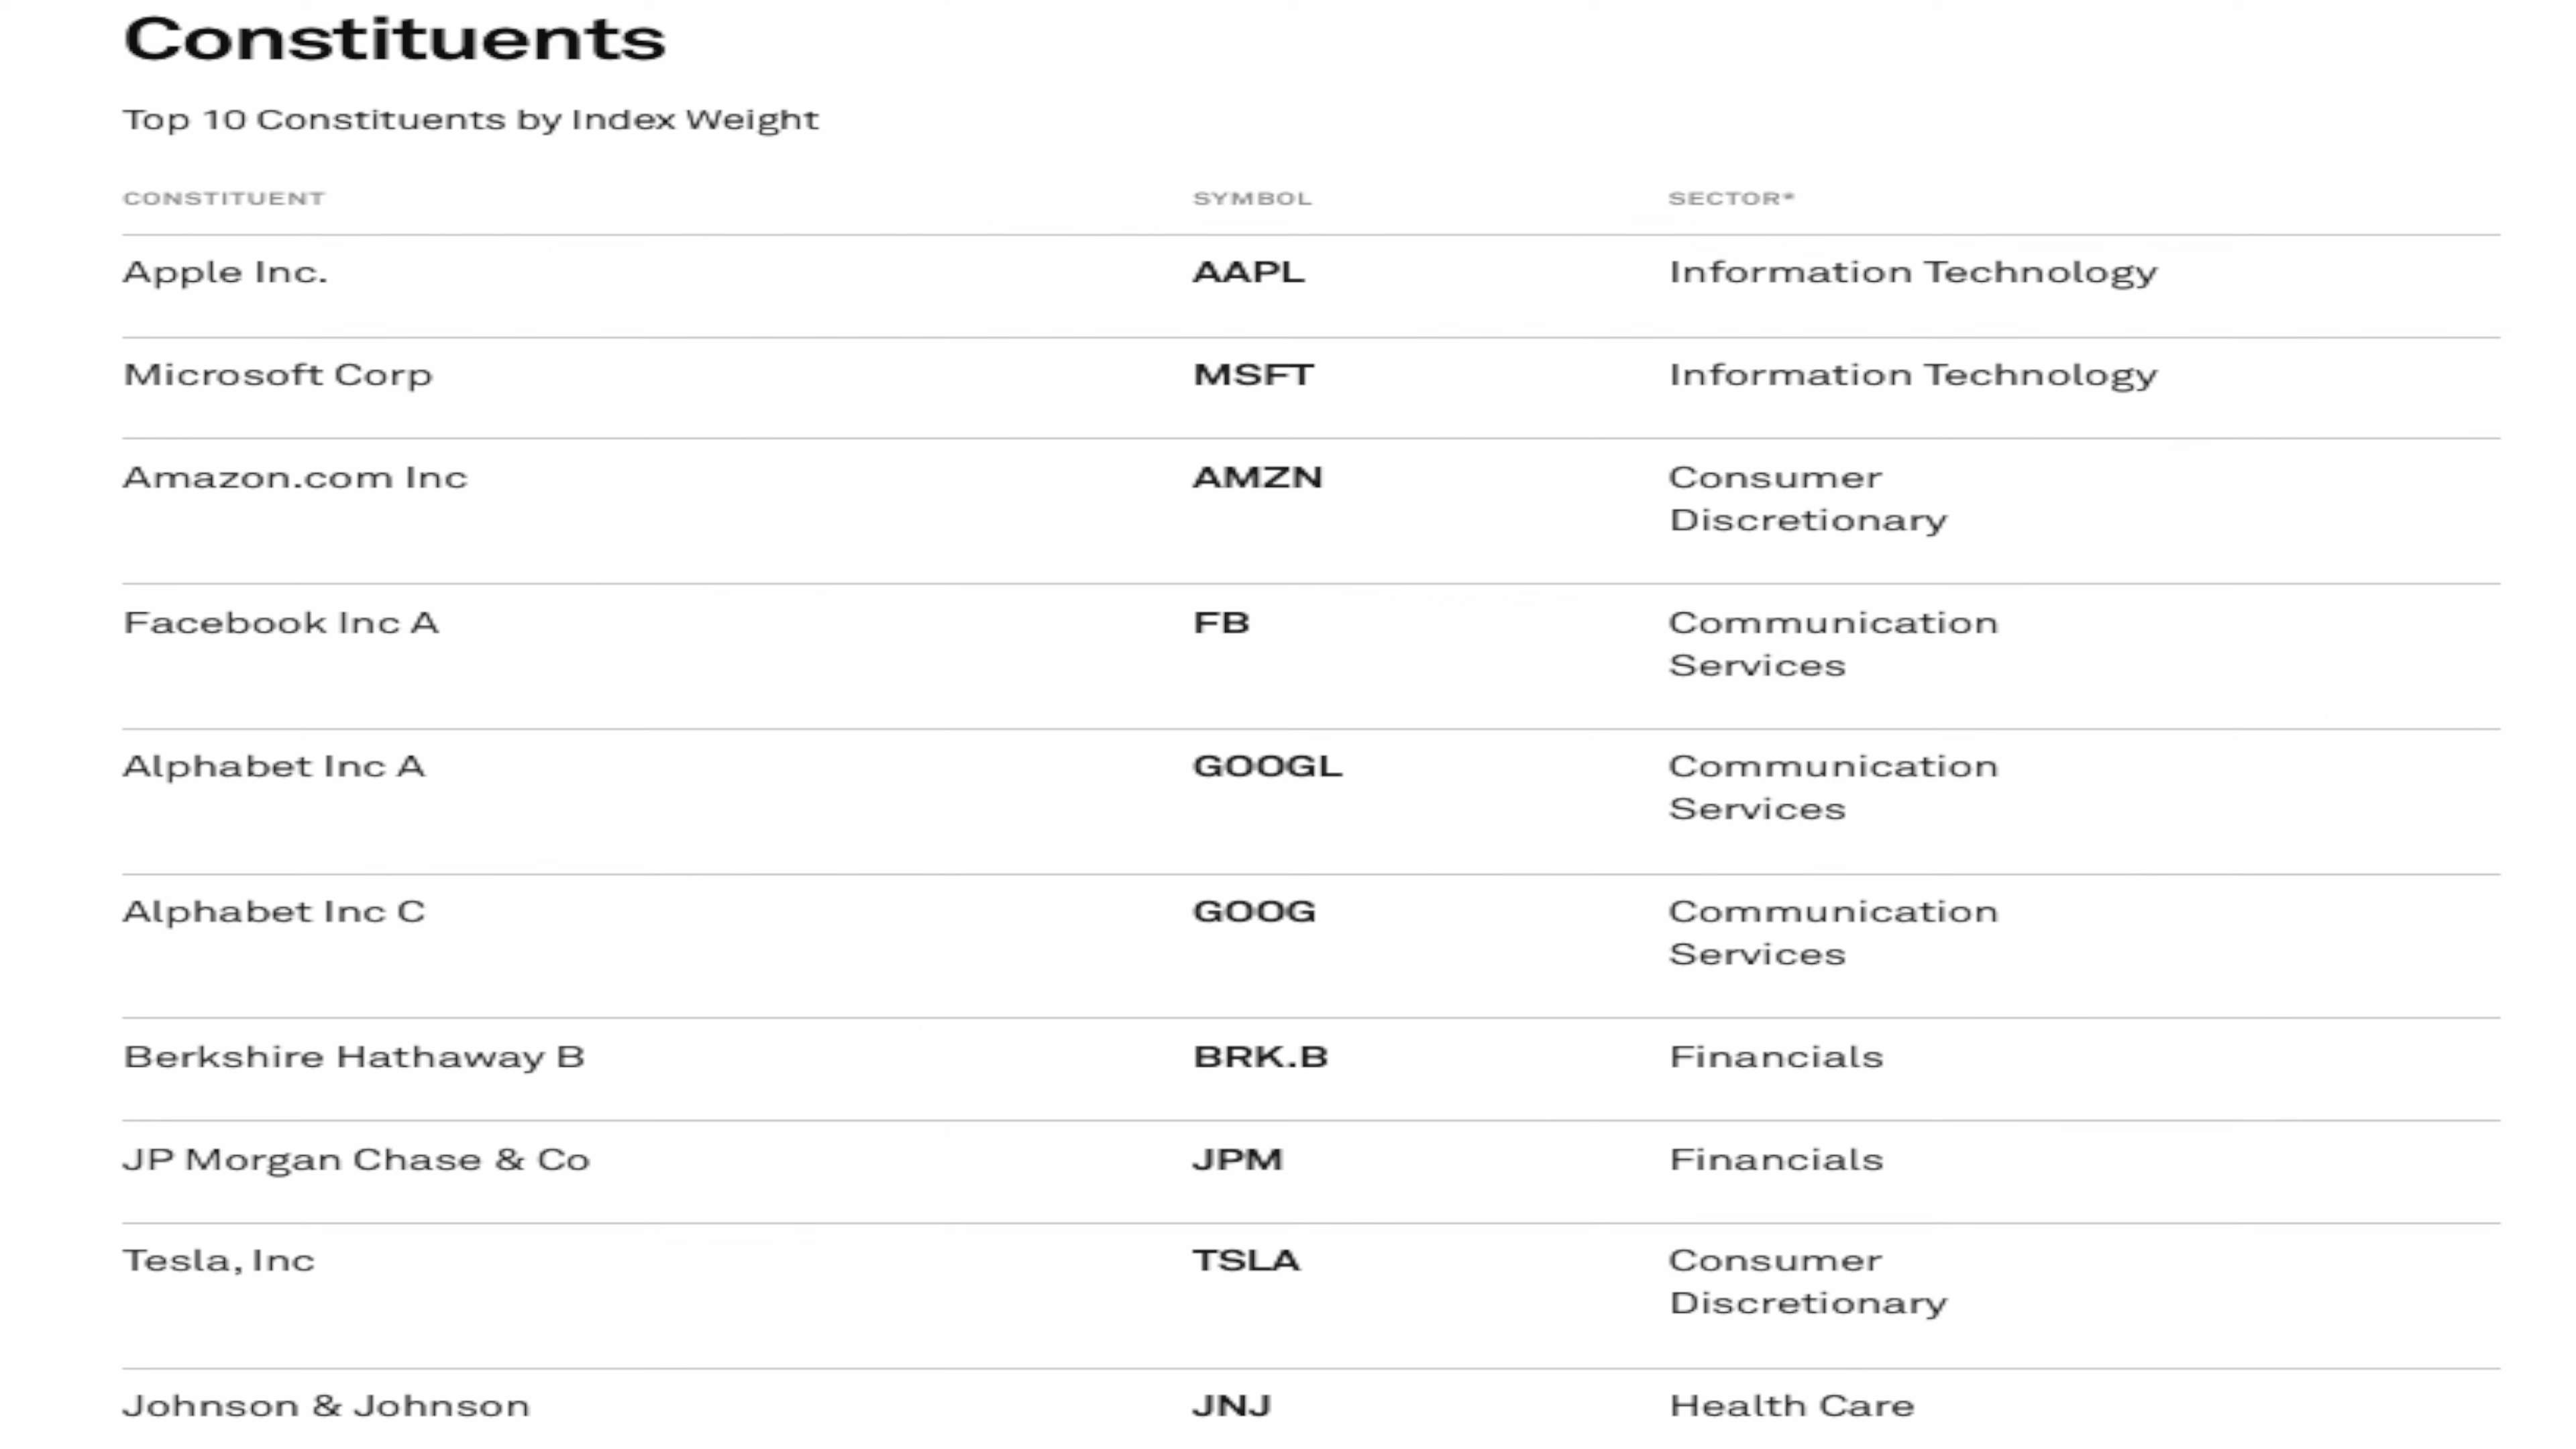 Constituents
Top 10 Constituents by Index Weight
CONSTITUENT SYMBOL SECTOR*
Apple Inc. AAPL Information Technology
Microsoft Corp MSFT Information Technology
Amazon.com Inc AMZN Consumer
Discretionary
Facebook Inc A FB Communication
Services
Alphabet Inc A GOOGL Communication
Services
Alphabet Inc C GOOG Communication
Services
Berkshire Hathaway B BRK.B Financials
JP Morgan Chase & Co JPM Financials
Tesla, Inc TSLA Consumer
Discretionary
Johnson & Johnson JNJ Health Care